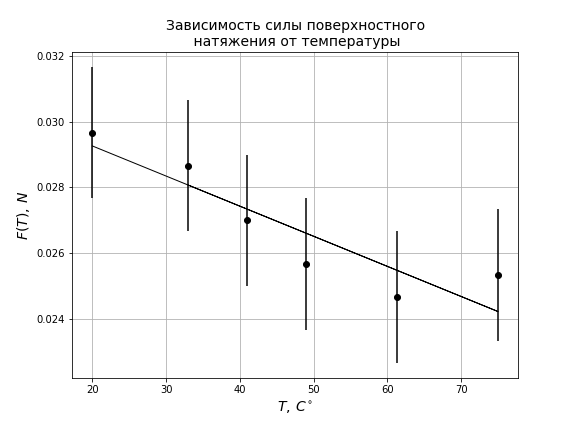 Зависимость силы поверхностного
натяжения от температуры
0.032
0.030
0.028
0.026
0.024
F(T), N
20 30 40 50 60 70
T, C°